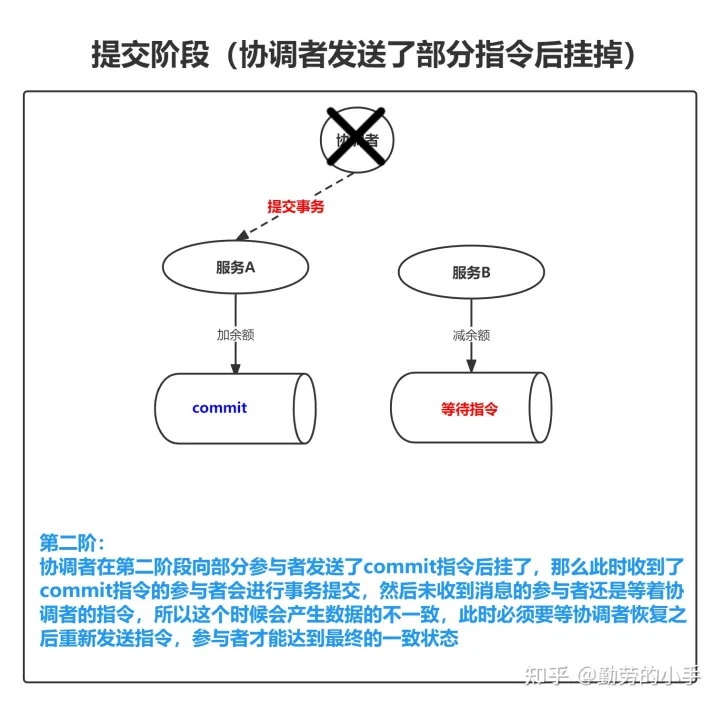 提交阶段（协调者发送了部分指令后挂掉）
协调者
提交事务
服务A
服务B
加余额
减余额
commit
等待指令
第二阶：
协调者在第二阶段向部分参与者发送了commit指令后挂了，那么此时收到了
commit指令的参与者会进行事务提交，然后未收到消息的参与者还是等着协
调者的指令，所以这个时候会产生数据的不一致，此时必须要等协调者恢复之
后重新发送指令，参与者才能达到最终的一致状态
知乎 @勤劳的小手